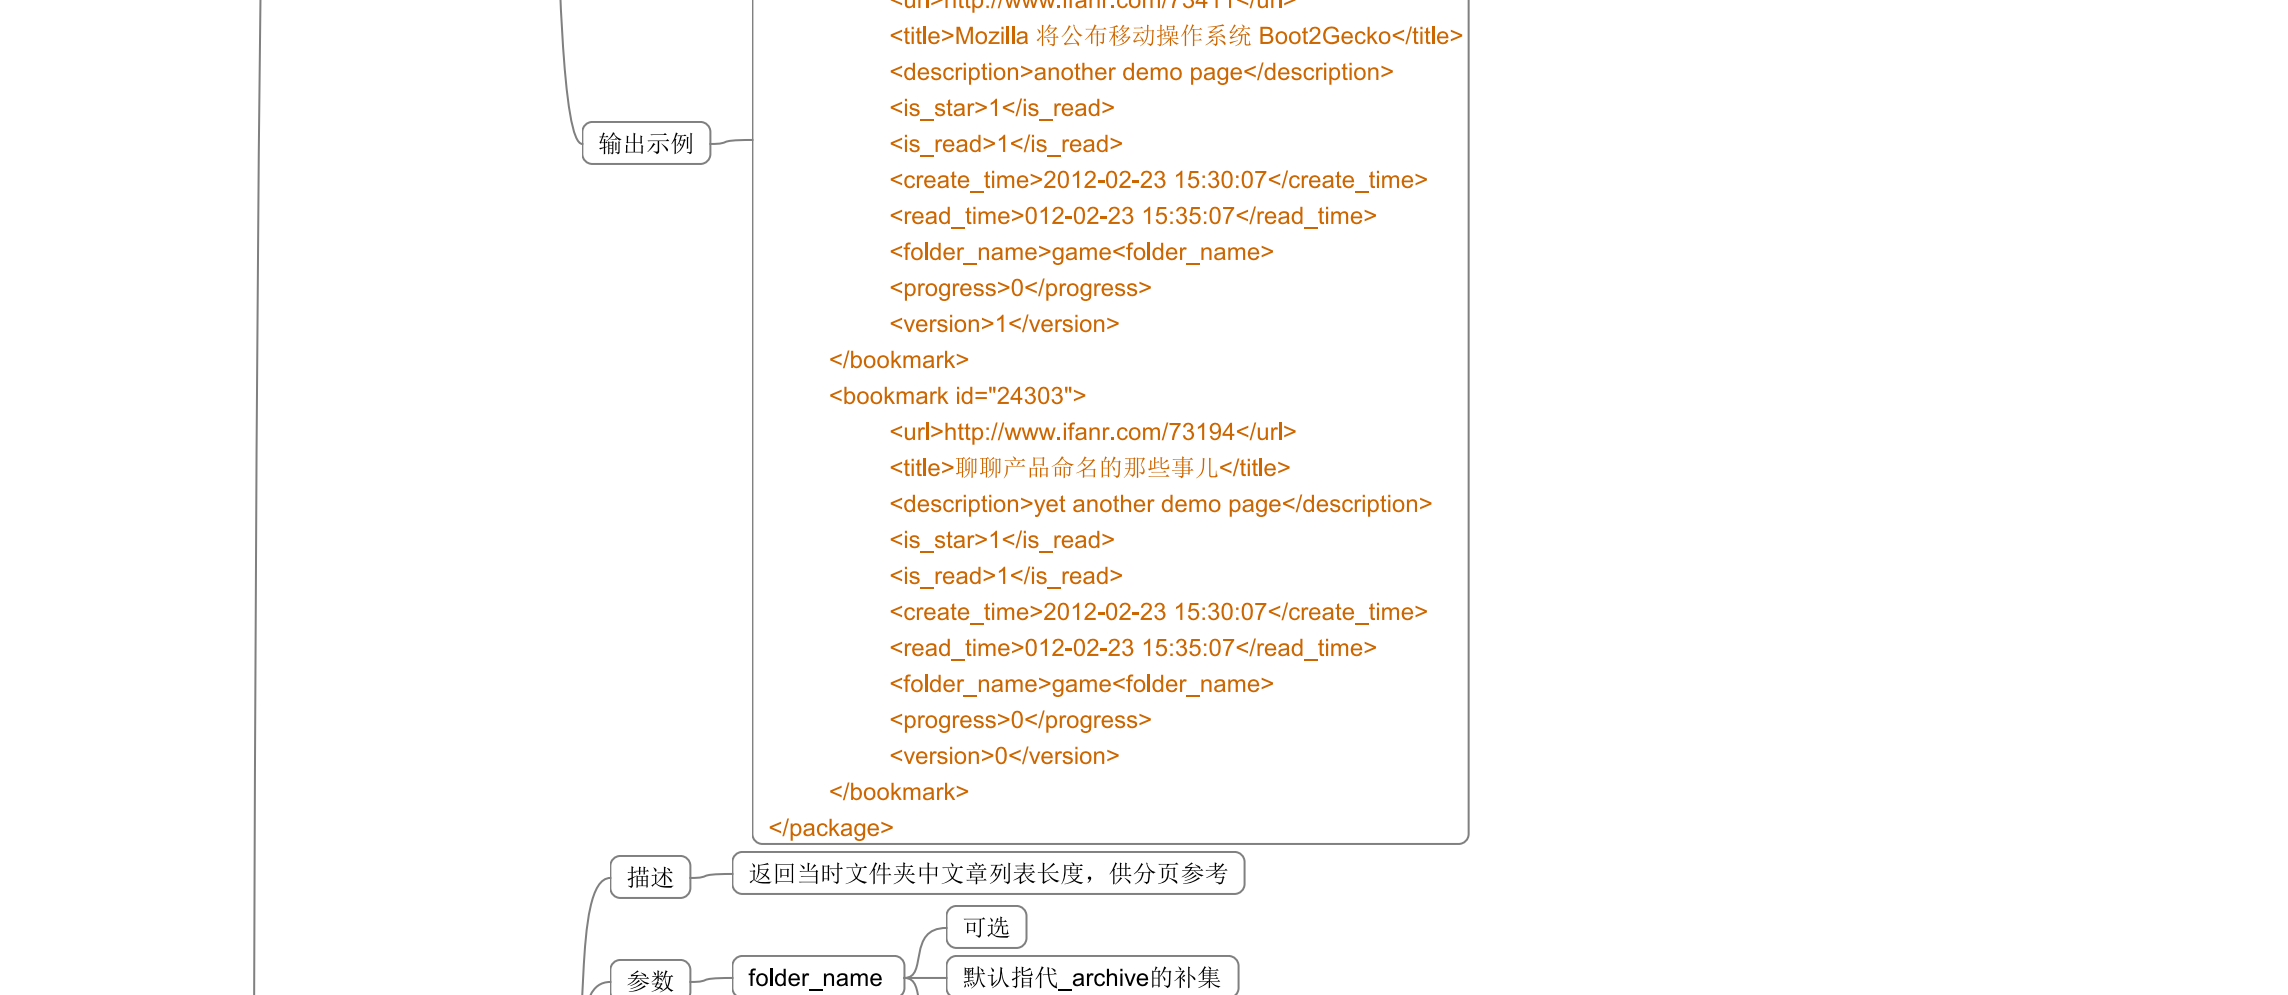 <url>http://www.ifanr.com/73411</url>
<title>Mozilla 将公布移动操作系统 Boot2Gecko</title>
<description>another demo page</description>
<is_star>1</is_read>
输出示例
<is_read>1</is_read>
<create_time>2012-02-23 15:30:07</create_time>
<read_time>012-02-23 15:35:07</read_time>
<folder_name>game<folder_name>
<progress>0</progress>
<version>1</version>
</bookmark>
<bookmark id="24303">
<url>http://www.ifanr.com/73194</url>
<title>聊聊产品命名的那些事儿</title>
<description>yet another demo page</description>
<is_star>1</is_read>
<is_read>1</is_read>
<create_time>2012-02-23 15:30:07</create_time>
<read_time>012-02-23 15:35:07</read_time>
<folder_name>game<folder_name>
<progress>0</progress>
<version>0</version>
</bookmark>
</package>
描述
返回当时文件夹中文章列表长度，供分页参考
可选
参数
folder_name
默认指代_archive的补集